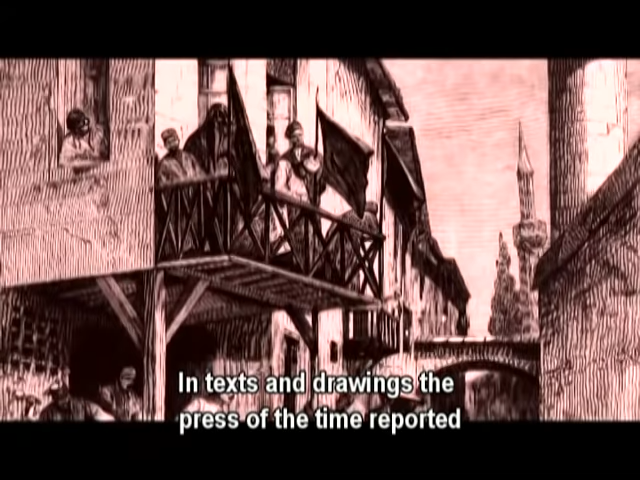 In texts and drawings the
press of the time reported